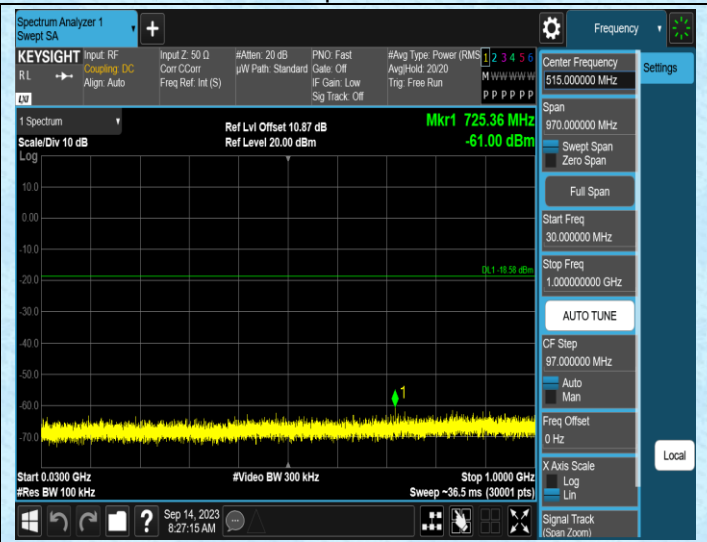 Spectrum Analyzer 1
Swept SA
+
Frequency
KEYSIGHT
RL
LXI
Input: RF
Coupling: DC
Align: Auto
Input Z: 50 Ω
Corr CCorr
Freq Ref: Int (S)
#Atten: 20 dB
µW Path: Standard
PNO: Fast
Gate: Off
IF Gain: Low
Sig Track: Off
#Avg Type: Power (RMS
Avg|Hold: 20/20
Trig: Free Run
1 2 3 4 5 6
M W W W W W
P P P P P P
1 Spectrum
Scale/Div 10 dB
Log
Ref Lvl Offset 10.87 dB
Ref Level 20.00 dBm
Mkr1 725.36 MHz
-61.00 dBm
10.0
0.00
-10.0
-20.0
-30.0
-40.0
-50.0
-60.0
-70.0
DL1 -18.58 dBm
1
Start 0.0300 GHz
#Res BW 100 kHz
#Video BW 300 kHz
Stop 1.0000 GHz
Sweep ~36.5 ms (30001 pts)
Center Frequency
515.000000 MHz
Span
970.000000 MHz
Swept Span
Zero Span
Full Span
Start Freq
30.000000 MHz
Stop Freq
1.000000000 GHz
AUTO TUNE
CF Step
97.000000 MHz
Auto
Man
Freq Offset
0 Hz
X Axis Scale
Log
Lin
Signal Track
(Span Zoom)
Settings
Local
?
Sep 14, 2023
8:27:15 AM